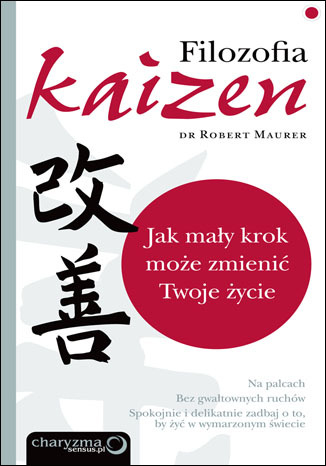 Filozofia
kaizen
DR ROBERT MAURER
改
善
Jak mały krok
może zmienić
Twoje życie
Na palcach
Bez gwałtownych ruchów
Spokojnie i delikatnie zadbaj o to,
by żyć w wymarzonym świecie
charyzma
sensus.pl